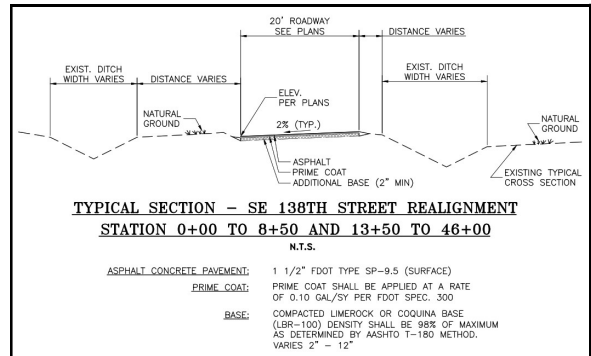 20' ROADWAY
SEE PLANS
DISTANCE VARIES
EXIST. DITCH
WIDTH VARIES
DISTANCE VARIES
EXIST. DITCH
WIDTH VARIES
ELEV.
PER PLANS
NATURAL
GROUND
2% (TYP.)
NATURAL
GROUND
ASPHALT
PRIME COAT
ADDITIONAL BASE (2" MIN)
EXISTING TYPICAL
CROSS SECTION
TYPICAL SECTION - SE 138TH STREET REALIGNMENT
STATION 0+00 TO 8+50 AND 13+50 TO 46+00
N.T.S.
ASPHALT CONCRETE PAVEMENT: 1 1/2" FDOT TYPE SP-9.5 (SURFACE)
PRIME COAT: PRIME COAT SHALL BE APPLIED AT A RATE
OF 0.10 GAL/SY PER FDOT SPEC. 300
BASE: COMPACTED LIMEROCK OR COQUINA BASE
(LBR-100) DENSITY SHALL BE 98% OF MAXIMUM
AS DETERMINED BY AASHTO T-180 METHOD.
VARIES 2" - 12"